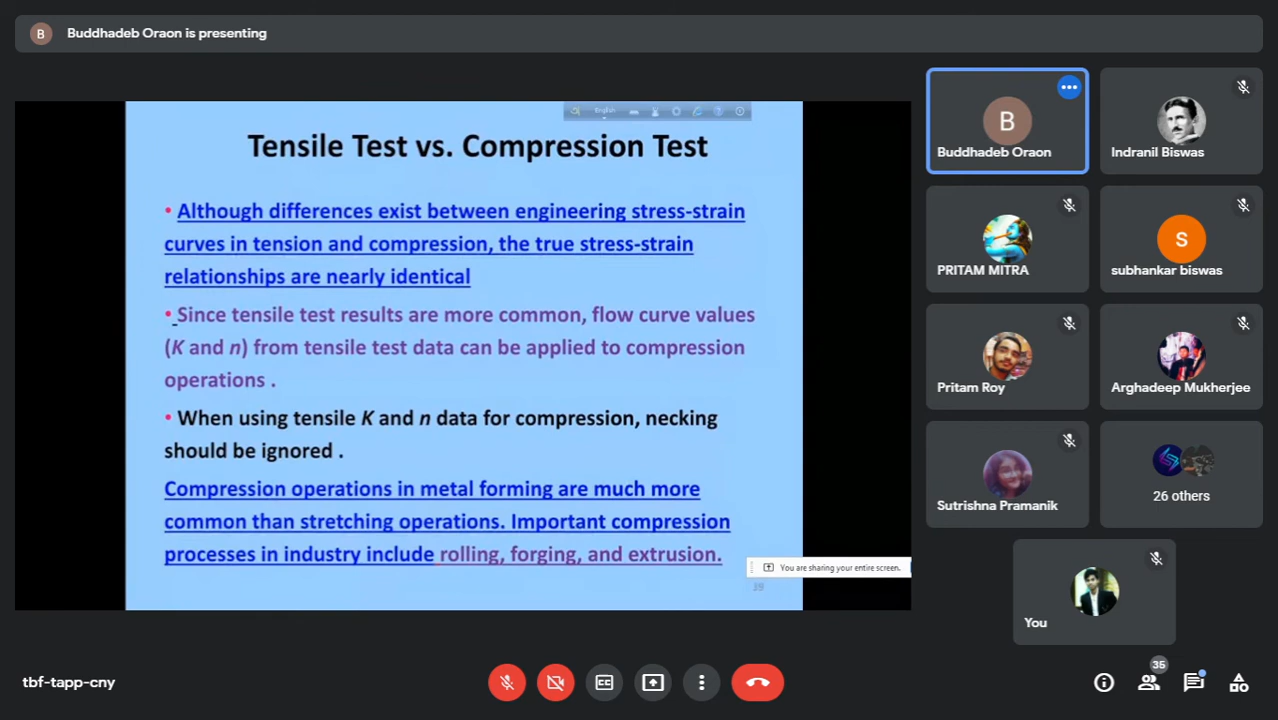 B Buddhadeb Oraon is presenting
English
Tensile Test vs. Compression Test
• Although differences exist between engineering stress-strain
curves in tension and compression, the true stress-strain
relationships are nearly identical
• Since tensile test results are more common, flow curve values
(K and n) from tensile test data can be applied to compression
operations .
• When using tensile K and n data for compression, necking
should be ignored .
Compression operations in metal forming are much more
common than stretching operations. Important compression
processes in industry include rolling, forging, and extrusion.
You are sharing your entire screen.
39
B
Buddhadeb Oraon
Indranil Biswas
PRITAM MITRA
S
subhankar biswas
Pritam Roy
Arghadeep Mukherjee
Sutrishna Pramanik
26 others
You
tbf-tapp-cny
CC
35